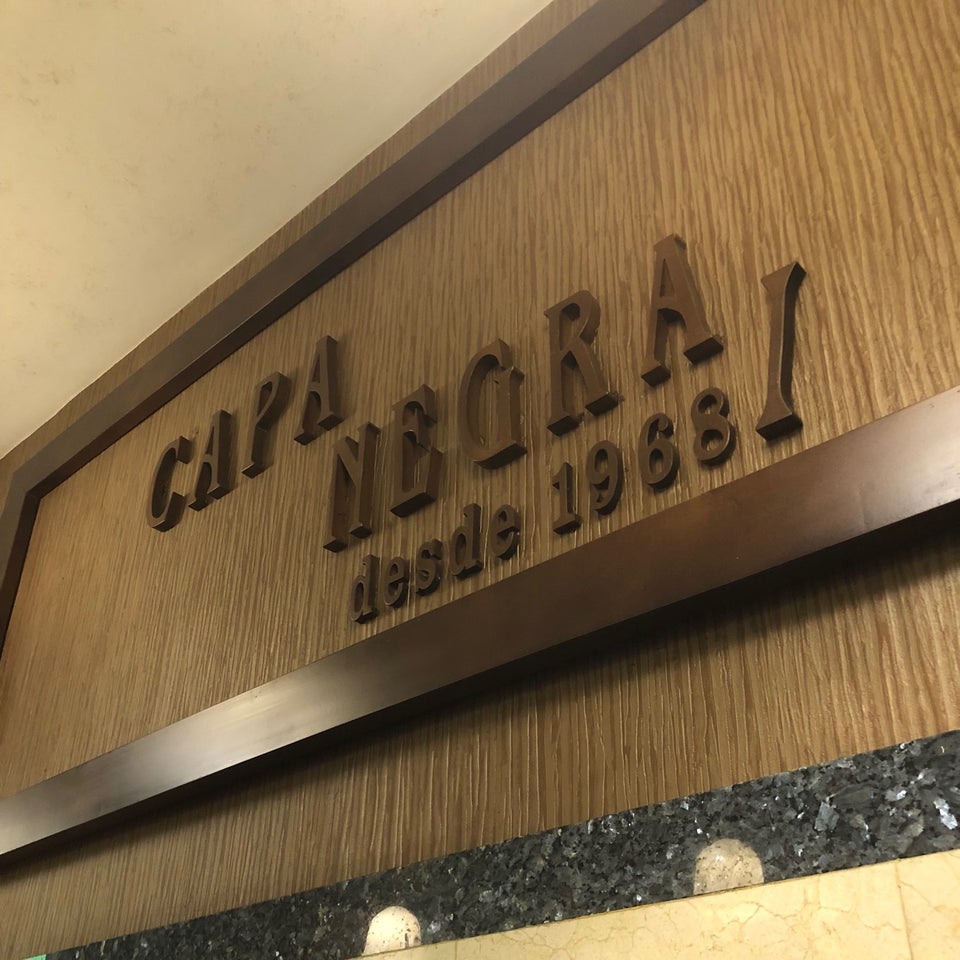 CAPA
NEGRA I
desde 1968